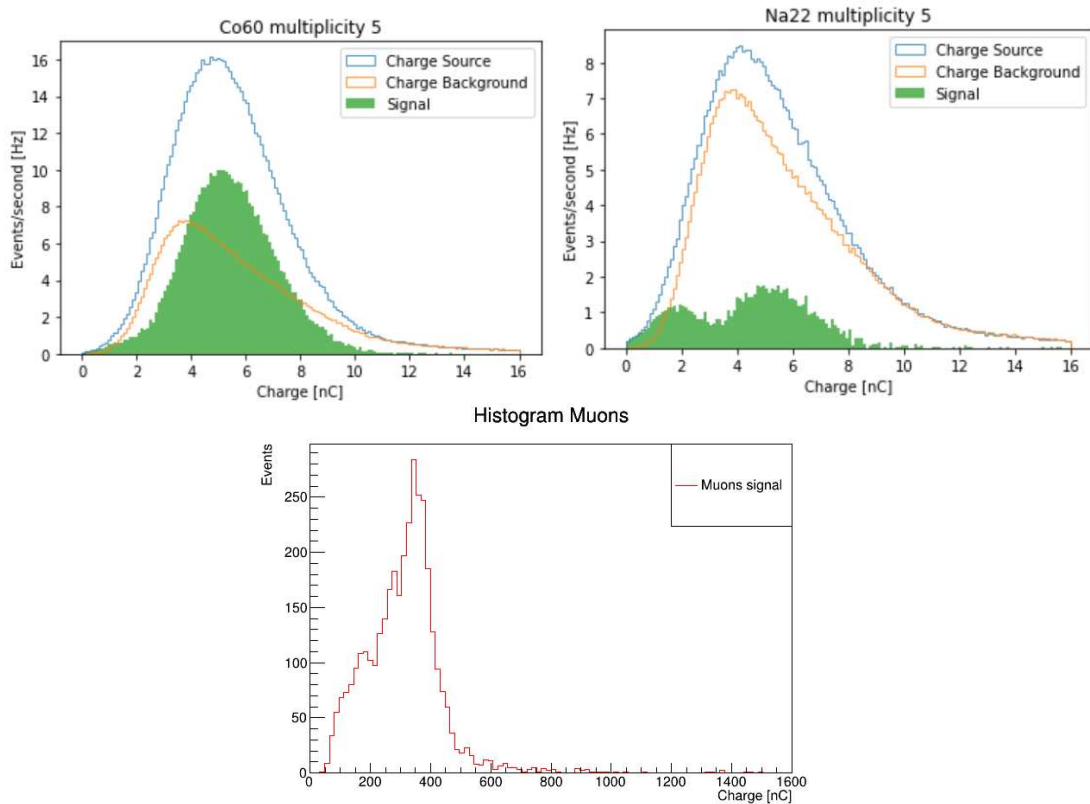 Co60 multiplicity 5
Charge Source
Charge Background
Signal
Events/second [Hz]
16
14
12
10
8
6
4
2
0
0 2 4 6 8 10 12 14 16
Charge [nC]
Na22 multiplicity 5
Charge Source
Charge Background
Signal
Events/second [Hz]
8
7
6
5
4
3
2
1
0
0 2 4 6 8 10 12 14 16
Charge [nC]
Histogram Muons
Events
Muons signal
250
200
150
100
50
0
0 200 400 600 800 1000 1200 1400 1600
Charge [nC]